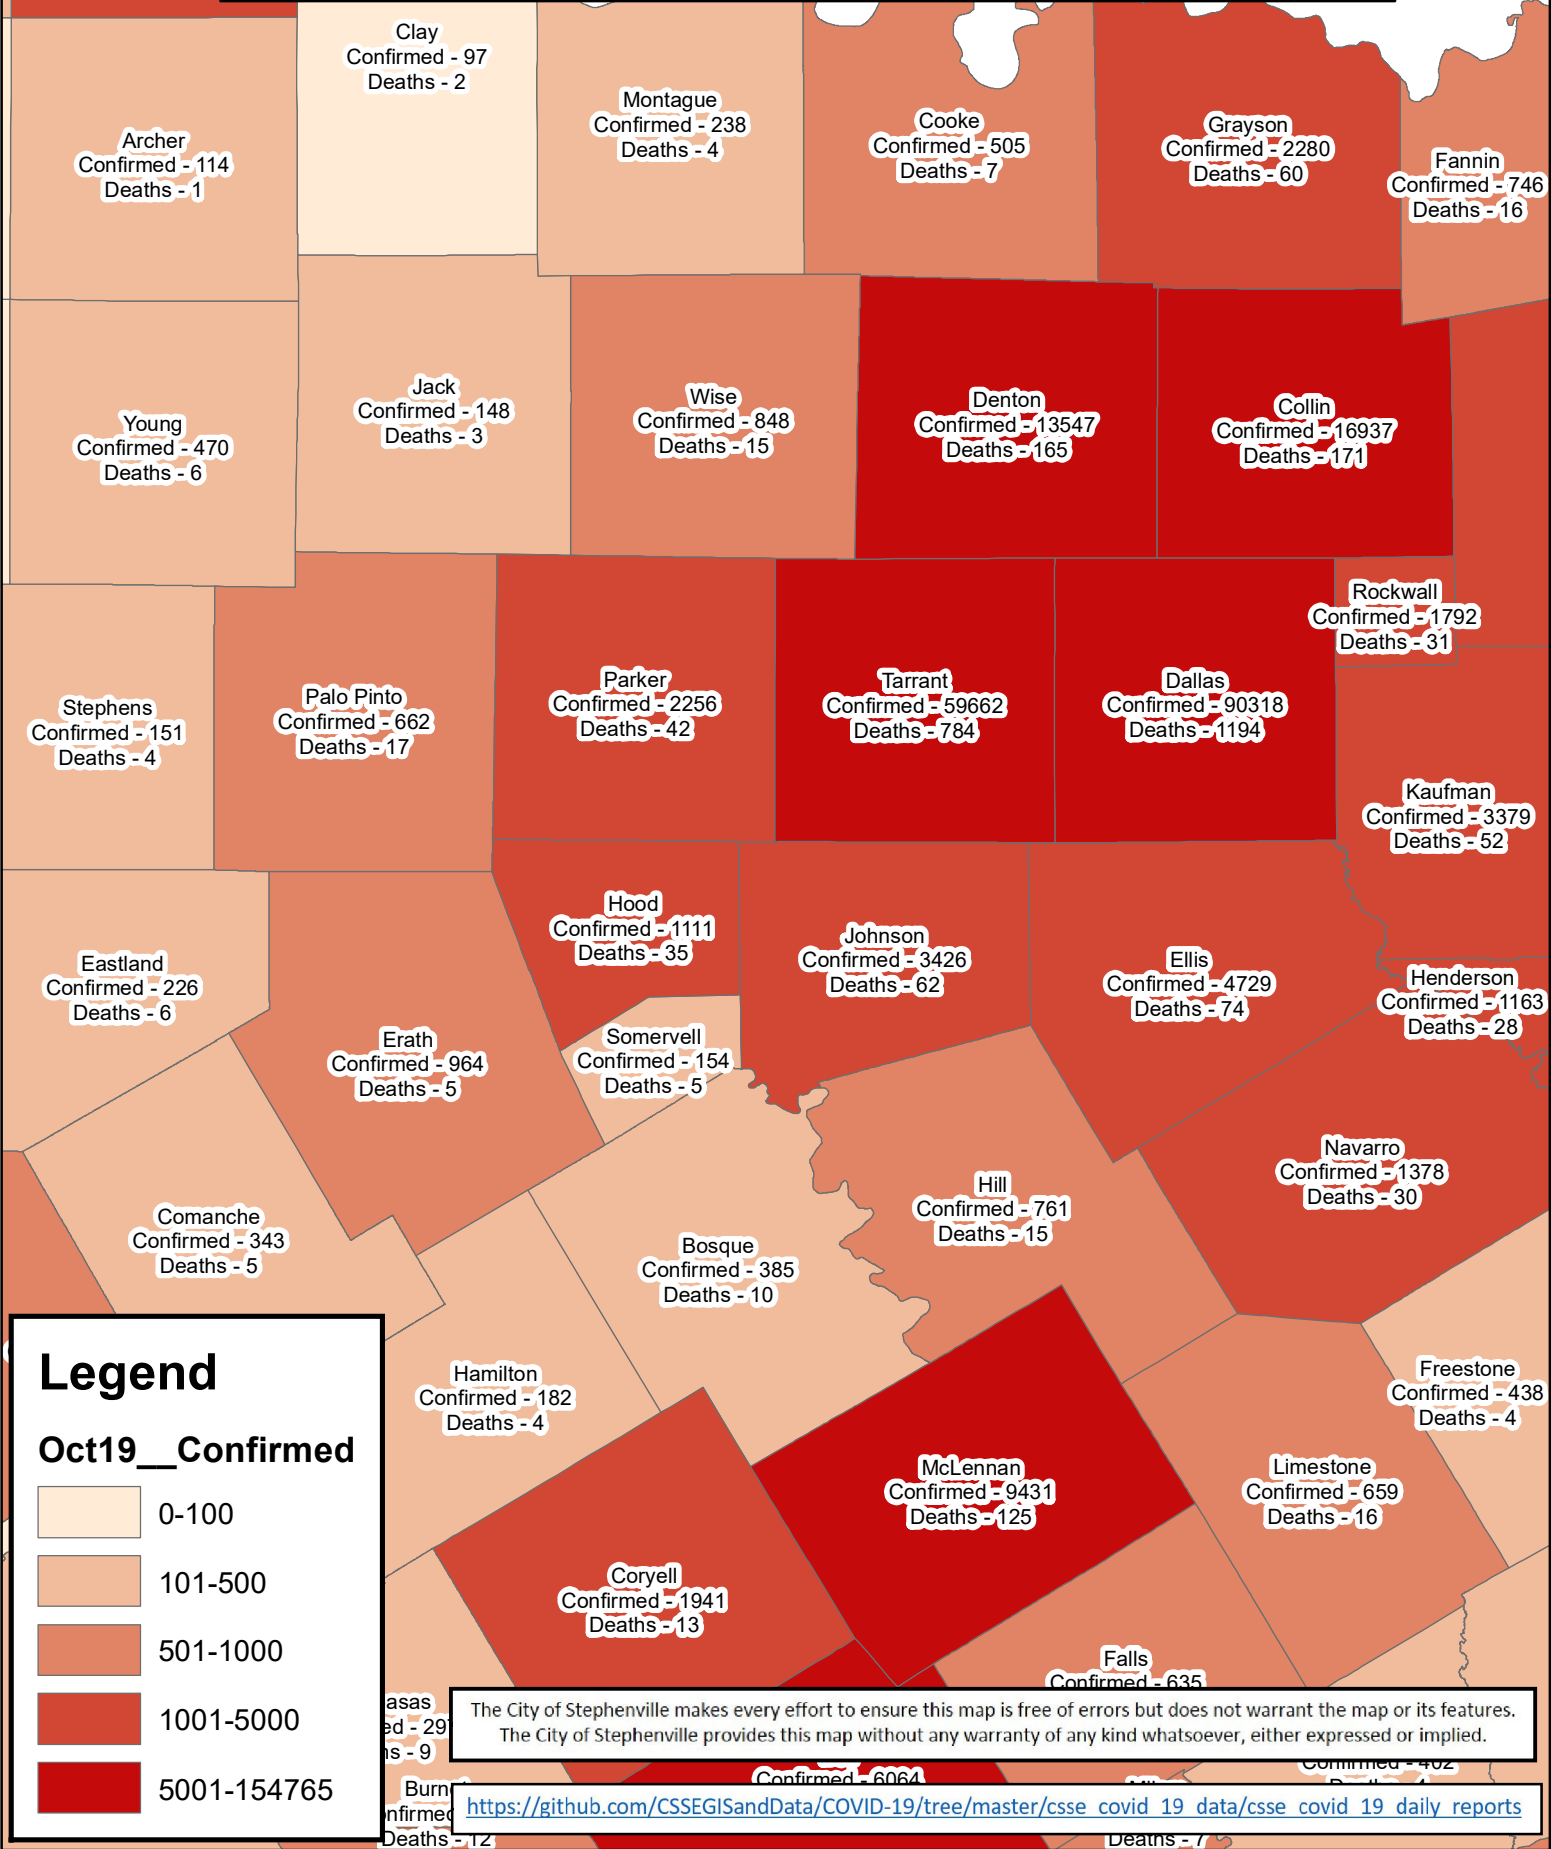 Clay
Confirmed - 97
Deaths - 2
Montague
Confirmed - 238
Deaths - 4
Cooke
Confirmed - 505
Deaths - 7
Grayson
Confirmed - 2280
Deaths - 60
Archer
Confirmed - 114
Deaths - 1
Fannin
Confirmed - 746
Deaths - 16
Young
Confirmed - 470
Deaths - 6
Jack
Confirmed - 148
Deaths - 3
Wise
Confirmed - 848
Deaths - 15
Denton
Confirmed - 13547
Deaths - 165
Collin
Confirmed - 16937
Deaths - 171
Rockwall
Confirmed - 1792
Deaths - 31
Stephens
Confirmed - 151
Deaths - 4
Palo Pinto
Confirmed - 662
Deaths - 17
Parker
Confirmed - 2256
Deaths - 42
Tarrant
Confirmed - 59662
Deaths - 784
Dallas
Confirmed - 90318
Deaths - 1194
Kaufman
Confirmed - 3379
Deaths - 52
Eastland
Confirmed - 226
Deaths - 6
Hood
Confirmed - 1111
Deaths - 35
Johnson
Confirmed - 3426
Deaths - 62
Ellis
Confirmed - 4729
Deaths - 74
Henderson
Confirmed - 1163
Deaths - 28
Erath
Confirmed - 964
Deaths - 5
Somervell
Confirmed - 154
Deaths - 5
Navarro
Confirmed - 1378
Deaths - 30
Comanche
Confirmed - 343
Deaths - 5
Bosque
Confirmed - 385
Deaths - 10
Hill
Confirmed - 761
Deaths - 15
Hamilton
Confirmed - 182
Deaths - 4
Freestone
Confirmed - 438
Deaths - 4
McLennan
Confirmed - 9431
Deaths - 125
Limestone
Confirmed - 659
Deaths - 16
Coryell
Confirmed - 1941
Deaths - 13
Falls
Confirmed - 635
Legend
Oct19__Confirmed
0-100
101-500
501-1000
1001-5000
5001-154765
asas
ed - 29
hs - 9
The City of Stephenville makes every effort to ensure this map is free of errors but does not warrant the map or its features.
The City of Stephenville provides this map without any warranty of any kind whatsoever, either expressed or implied.
Confirmed - 6064
Confirmed - 402
Burn
nfirmed
Deaths - 12
https://github.com/CSSEGISandData/COVID-19/tree/master/csse_covid_19_data/csse_covid_19_daily_reports
Deaths - 7